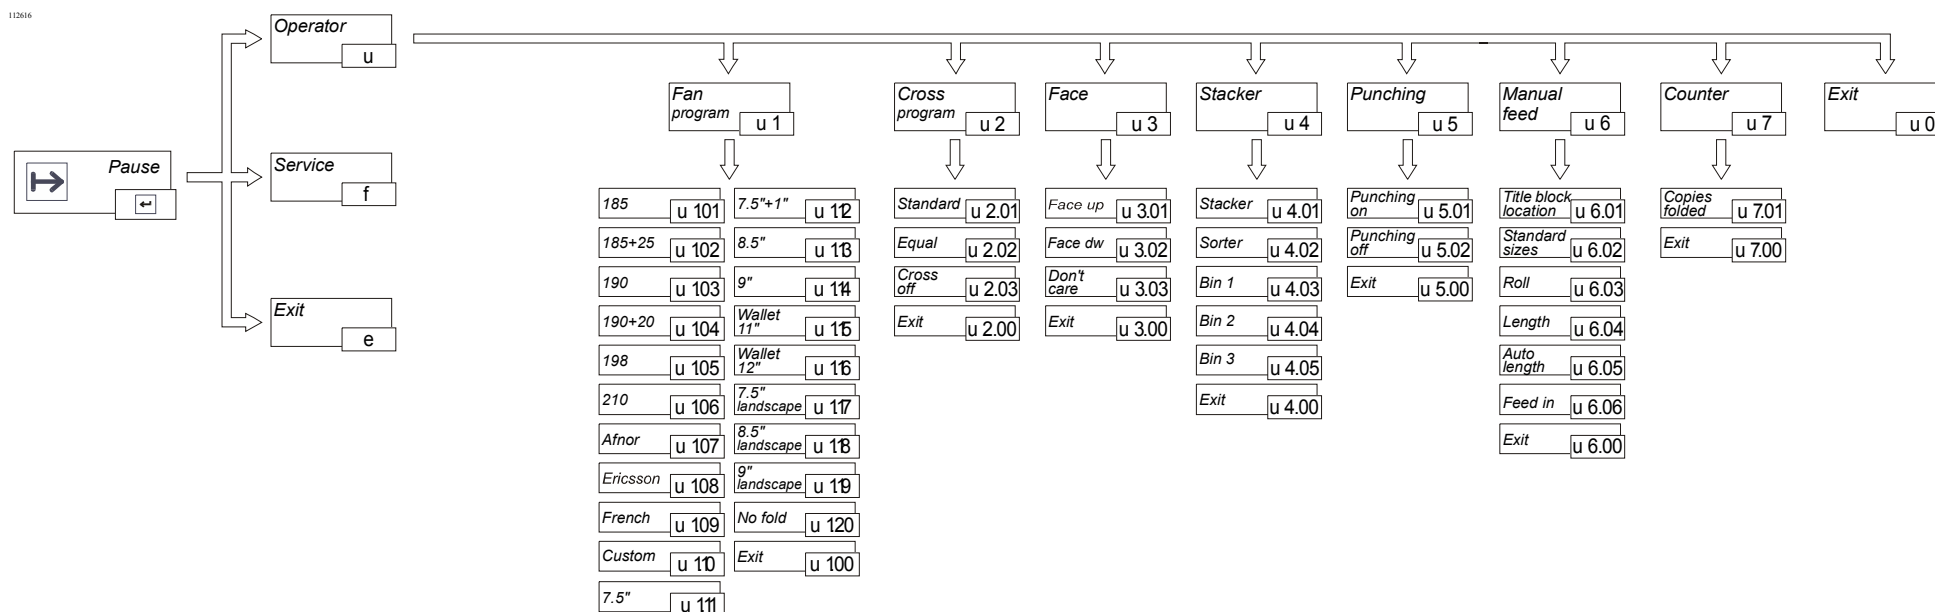 112616
Operator
u
Pause
Service
f
Exit
e
Fan
program
u 1
Cross
program
u 2
Face
u 3
Stacker
u 4
Punching
u 5
Manual
feed
u 6
Counter
u 7
Exit
u 0
185
u 101
185+25
u 102
190
u 103
190+20
u 104
198
u 105
210
u 106
Afnor
u 107
Ericsson
u 108
French
u 109
Custom
u 110
7.5"
u 111
7.5"+1"
u 112
8.5"
u 113
9"
u 114
Wallet
11"
u 115
Wallet
12"
u 116
7.5"
landscape
u 117
8.5"
landscape
u 118
9"
landscape
u 119
No fold
u 120
Exit
u 100
Standard
u 2.01
Equal
u 2.02
Cross
off
u 2.03
Exit
u 2.00
Face up
u 3.01
Face dw
u 3.02
Don't
care
u 3.03
Exit
u 3.00
Stacker
u 4.01
Sorter
u 4.02
Bin 1
u 4.03
Bin 2
u 4.04
Bin 3
u 4.05
Exit
u 4.00
Punching
on
u 5.01
Punching
off
u 5.02
Exit
u 5.00
Title block
location
u 6.01
Standard
sizes
u 6.02
Roll
u 6.03
Length
u 6.04
Auto
length
u 6.05
Feed in
u 6.06
Exit
u 6.00
Copies
folded
u 7.01
Exit
u 7.00